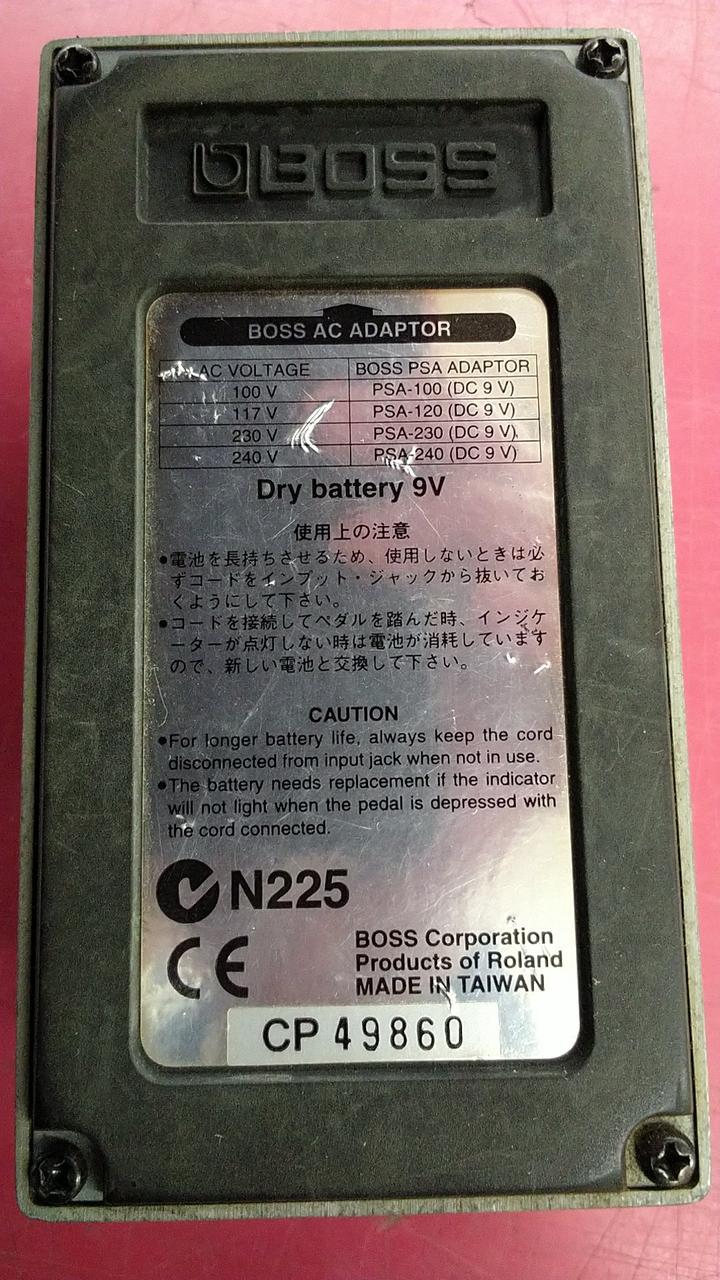 BOSS
BOSS AC ADAPTOR
AC VOLTAGE BOSS PSA ADAPTOR
100 V PSA-100 (DC 9 V)
117 V PSA-120 (DC 9 V)
230 V PSA-230 (DC 9 V)
240 V PSA-240 (DC 9 V)
Dry battery 9V
使用上の注意
●電池を長持ちさせるため、使用しないときは必
ずコードをインプット・ジャックから抜いてお
くようにして下さい。
●コードを接続してペダルを踏んだ時、インジケ
ーターが点灯しない時は電池が消耗しています
ので、新しい電池と交換して下さい。
CAUTION
●For longer battery life, always keep the cord
disconnected from input jack when not in use.
●The battery needs replacement if the indicator
will not light when the pedal is depressed with
the cord connected.
N225
CE
BOSS Corporation
Products of Roland
MADE IN TAIWAN
CP 49860